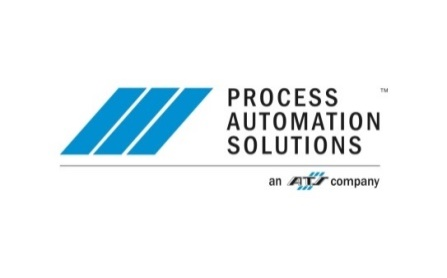 PROCESS ™
AUTOMATION
SOLUTIONS
an ATS company